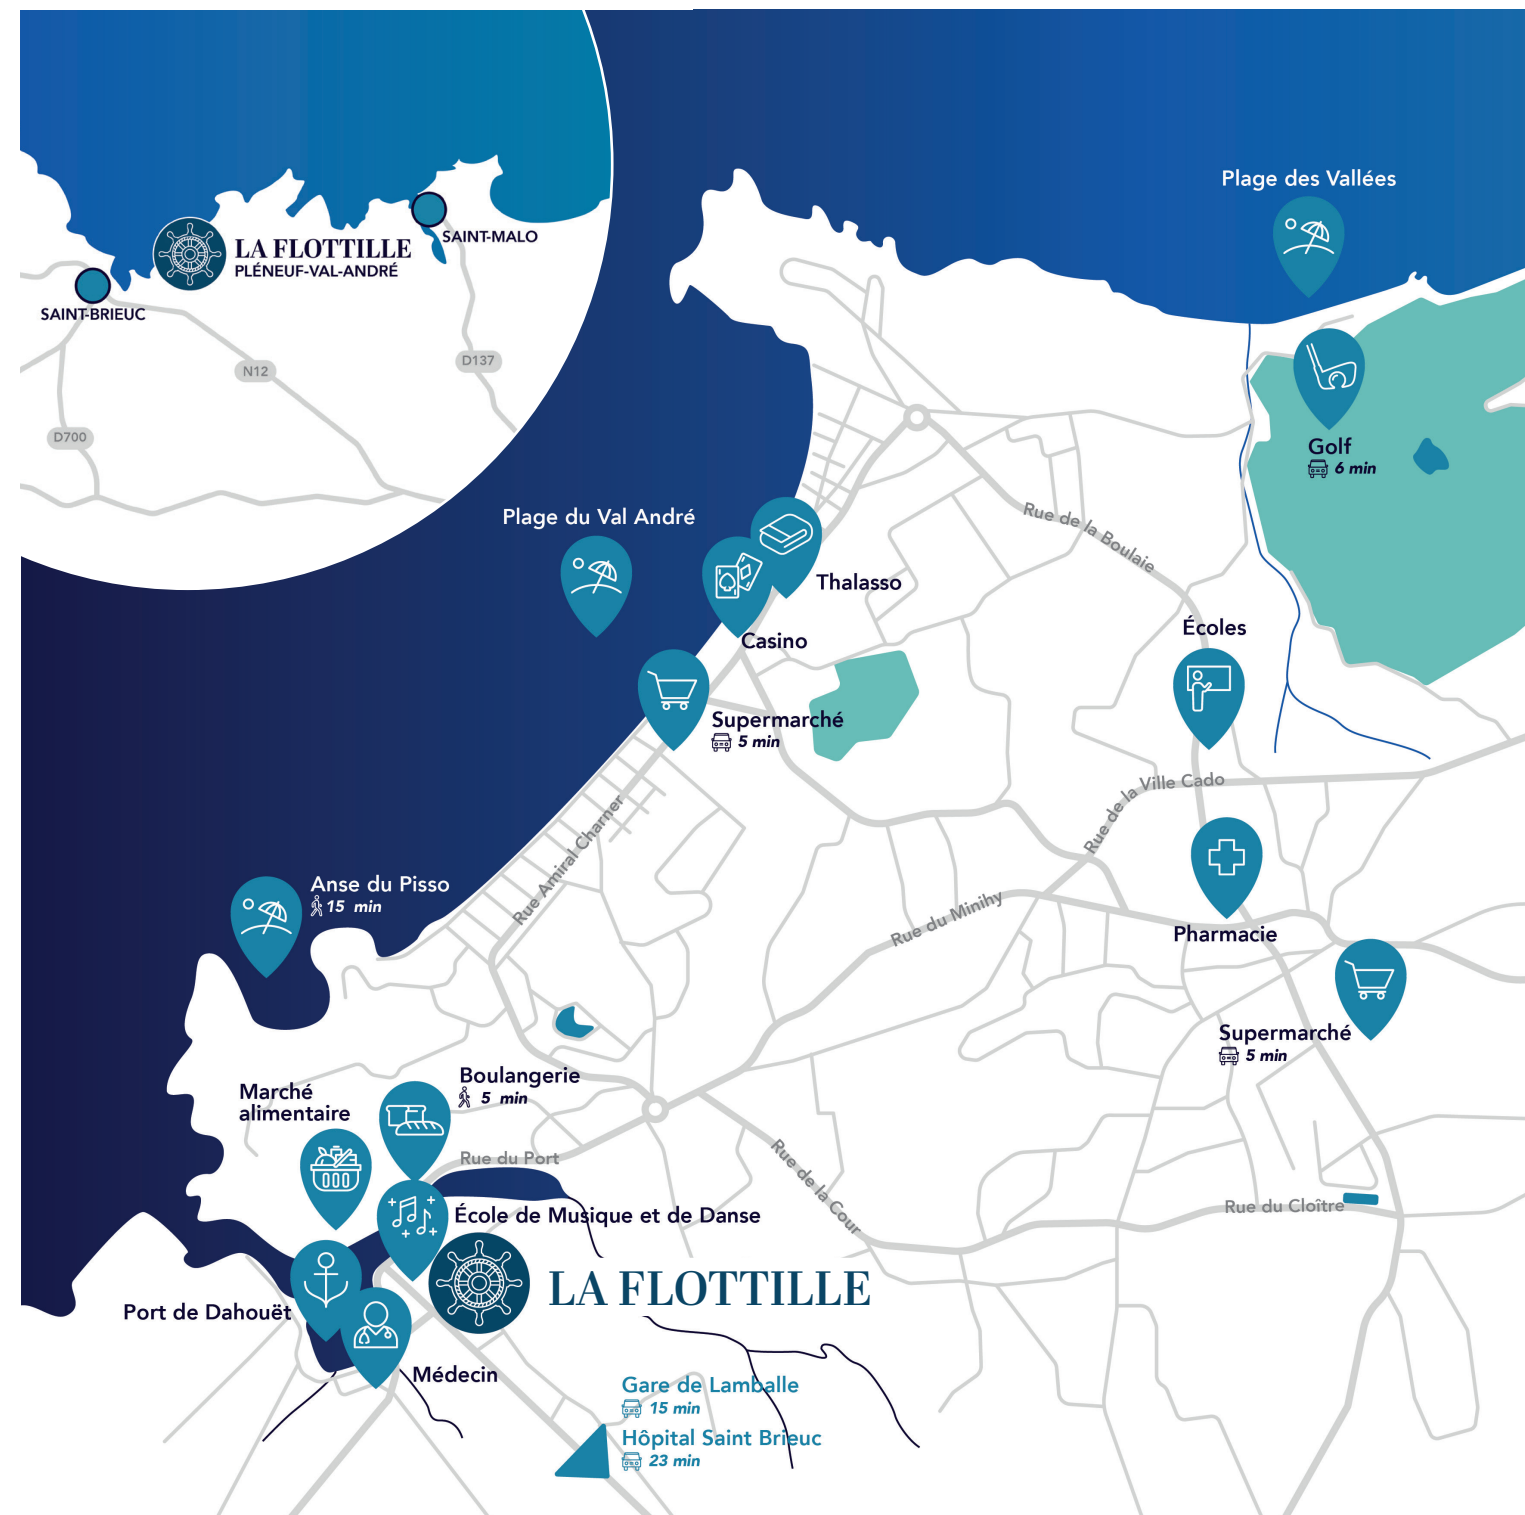 SAINT-MALO
LA FLOTTILLE
PLÉNEUF-VAL-ANDRÉ
SAINT-BRIEUC
N12
D137
D700
Plage des Vallées
Golf
6 min
Plage du Val André
Rue de la Boulaie
Thalasso
Casino
Écoles
Supermarché
5 min
Rue de la Ville Cado
Rue Amiral Charner
Anse du Pisso
15 min
Rue du Minihy
Pharmacie
Supermarché
5 min
Boulangerie
5 min
Marché
alimentaire
Rue du Port
Rue de la Cour
Rue du Cloître
École de Musique et de Danse
LA FLOTTILLE
Port de Dahouët
Médecin
Gare de Lamballe
15 min
Hôpital Saint Brieuc
23 min